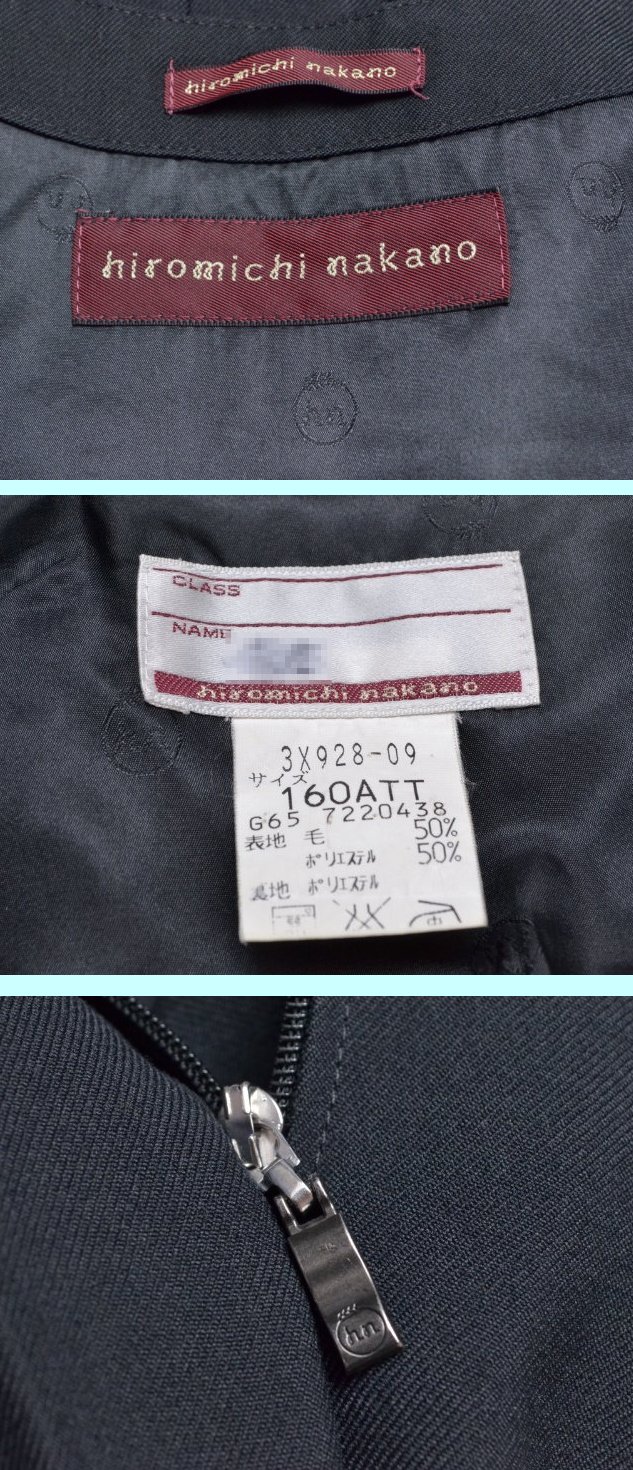 hiromichi nakano
hiromichi nakano
hn
CLASS
NAME
hiromichi nakano
3X928-09
サイズ
160ATT
G65 7220438
表地 毛 50%
ポリエステル 50%
裏地 ポリエステル
hn